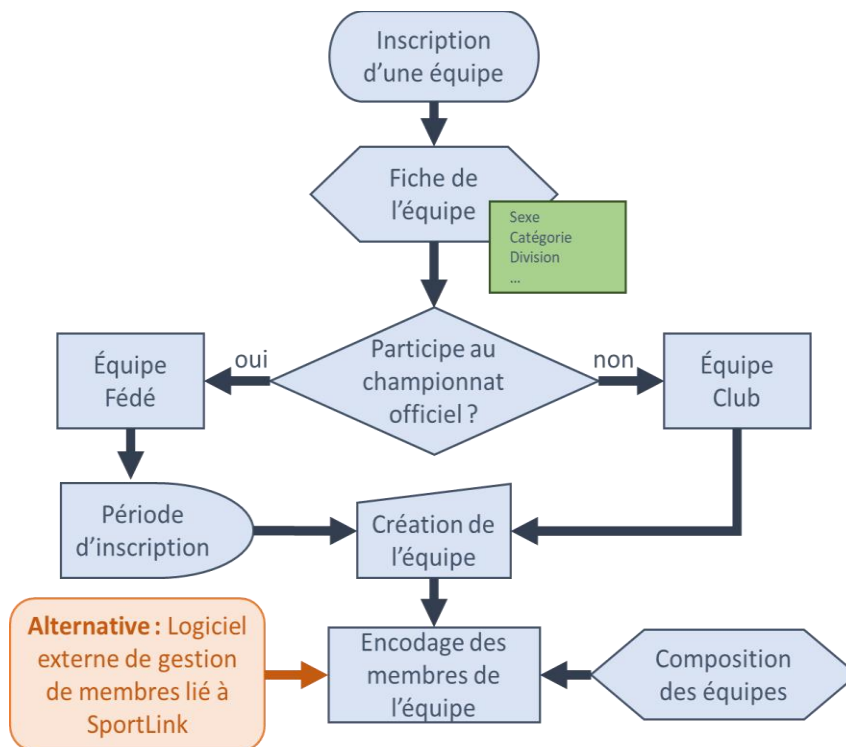 Inscription
d'une équipe
Fiche de
l'équipe
Sexe
Catégorie
Division
...
oui
Participe au
championnat
officiel ?
non
Équipe
Fédé
Équipe
Club
Période
d'inscription
Création de
l'équipe
Alternative : Logiciel
externe de gestion
de membres lié à
SportLink
Encodage des
membres de
l'équipe
Composition
des équipes